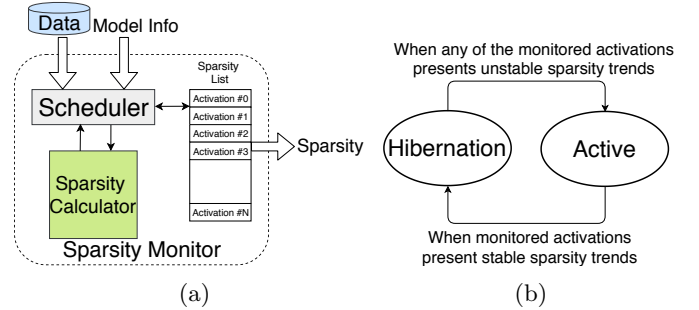 Data
Model Info
Sparsity
List
Scheduler
Activation #0
Activation #1
Activation #2
Activation #3
Activation #N
Sparsity
Sparsity
Calculator
Sparsity Monitor
(a)
When any of the monitored activations
presents unstable sparsity trends
Hibernation
Active
When monitored activations
present stable sparsity trends
(b)